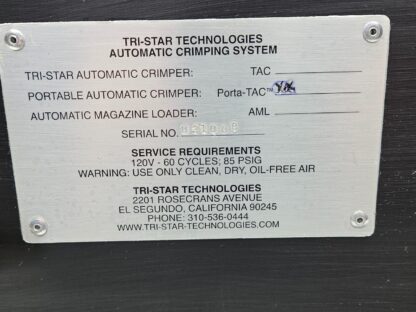 TRI-STAR TECHNOLOGIES
AUTOMATIC CRIMPING SYSTEM
TRI-STAR AUTOMATIC CRIMPER: TAC
PORTABLE AUTOMATIC CRIMPER: Porta-TAC™
AUTOMATIC MAGAZINE LOADER: AML
SERIAL NO.
SERVICE REQUIREMENTS
120V - 60 CYCLES; 85 PSIG
WARNING: USE ONLY CLEAN, DRY, OIL-FREE AIR
TRI-STAR TECHNOLOGIES
2201 ROSECRANS AVENUE
EL SEGUNDO, CALIFORNIA 90245
PHONE: 310-536-0444
WWW.TRI-STAR-TECHNOLOGIES.COM